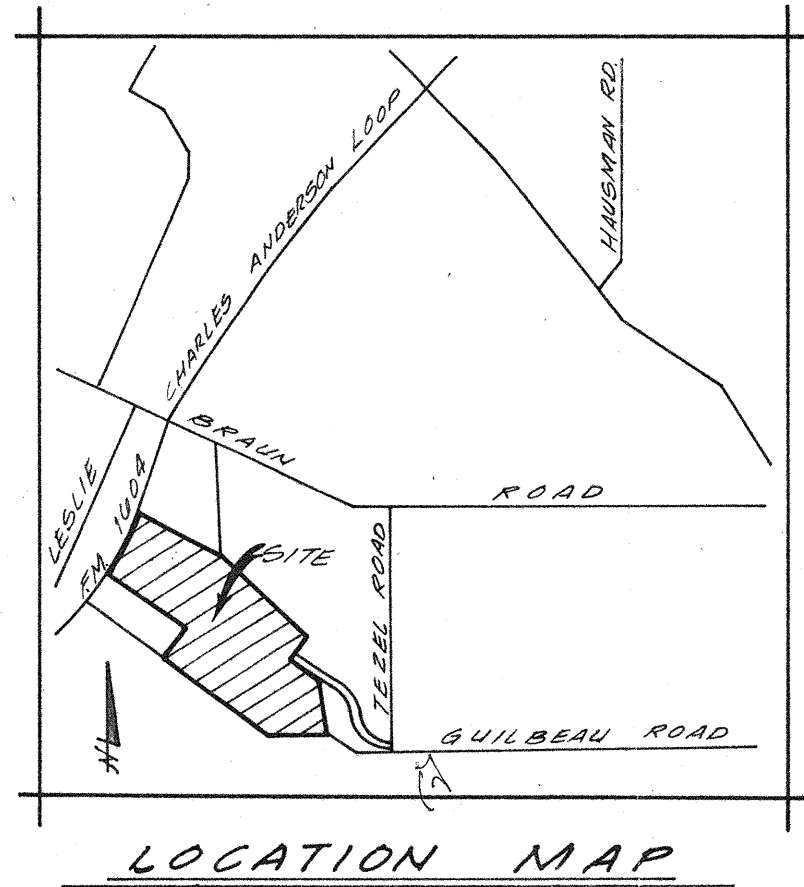 HAUSMAN RD.
CHARLES ANDERSON LOOP
BRAUN ROAD
LESLIE
F.M. 1604
SITE
TEZEL ROAD
GUILBEAU ROAD
N
LOCATION MAP